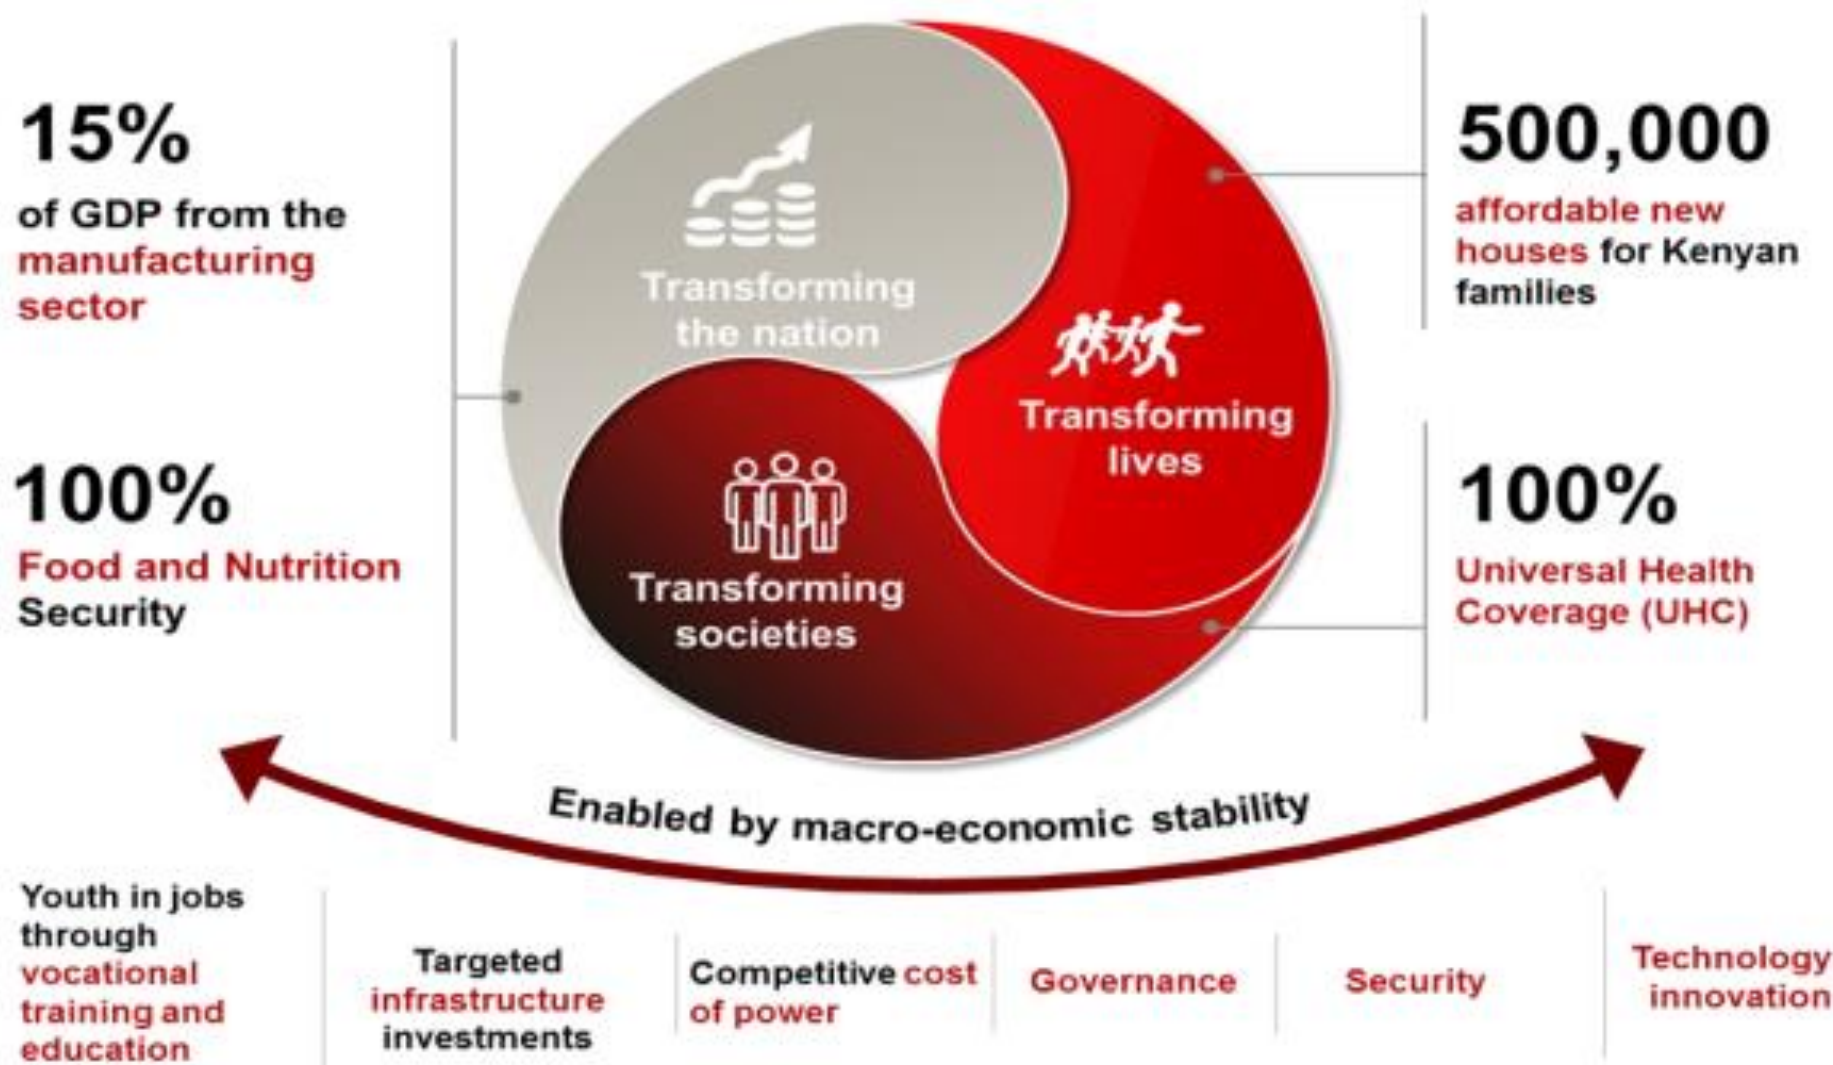 15%
of GDP from the
manufacturing
sector
100%
Food and Nutrition
Security
Transforming
the nation
Transforming
lives
Transforming
societies
500,000
affordable new
houses for Kenyan
families
100%
Universal Health
Coverage (UHC)
Enabled by macro-economic stability
Youth in jobs
through
vocational
training and
education
Targeted
infrastructure
investments
Competitive cost
of power
Governance
Security
Technology
innovation